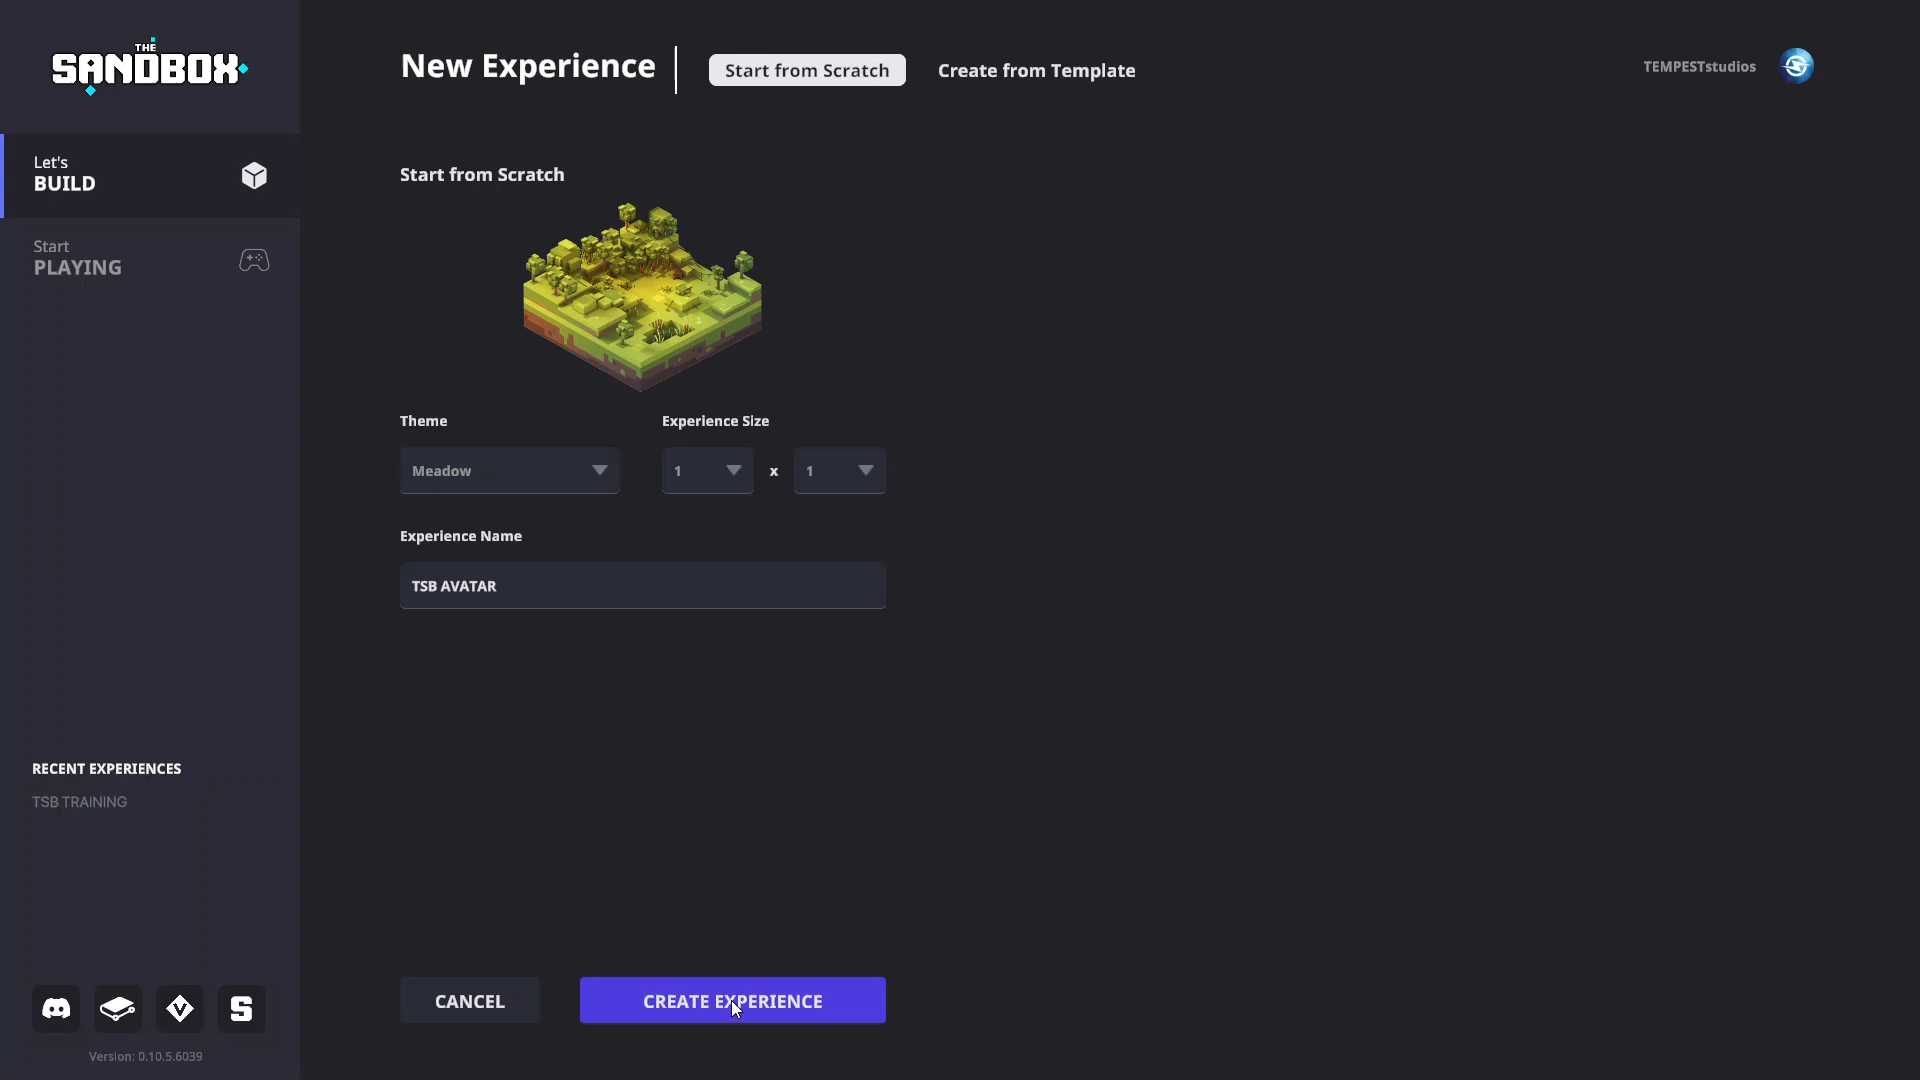 THE
SANDBOX
Let's
BUILD
Start
PLAYING
RECENT EXPERIENCES
TSB TRAINING
Version: 0.10.5.6039
New Experience
Start from Scratch
Create from Template
TEMPESTstudios
Start from Scratch
Theme
Experience Size
Meadow
1
x
1
Experience Name
TSB AVATAR
CANCEL
CREATE EXPERIENCE